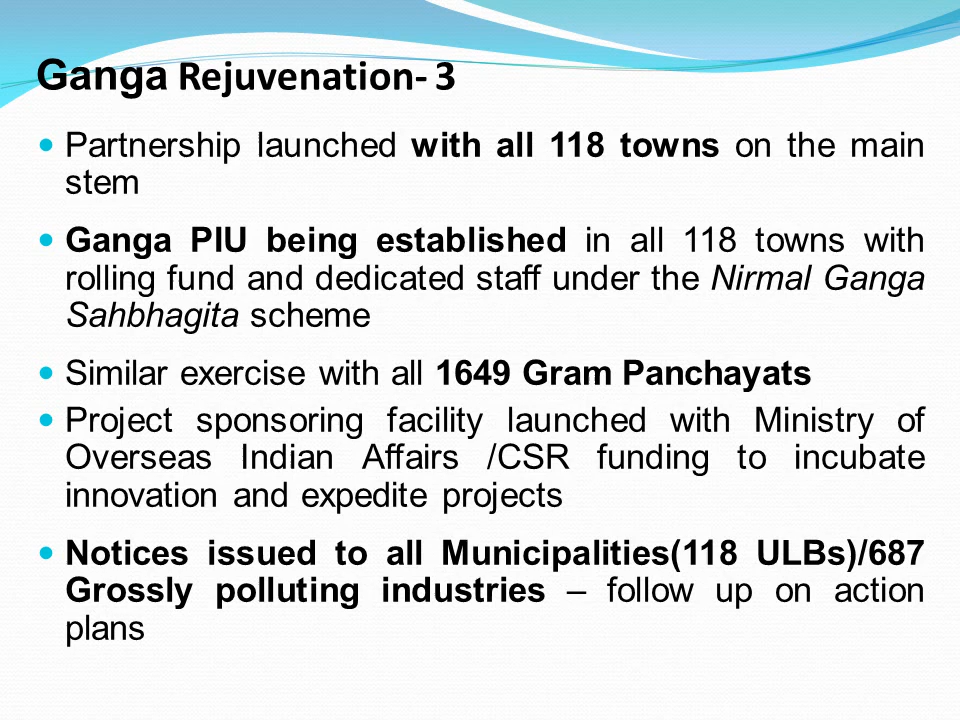 Ganga Rejuvenation- 3
• Partnership launched with all 118 towns on the main
stem
• Ganga PIU being established in all 118 towns with
rolling fund and dedicated staff under the Nirmal Ganga
Sahbhagita scheme
• Similar exercise with all 1649 Gram Panchayats
• Project sponsoring facility launched with Ministry of
Overseas Indian Affairs /CSR funding to incubate
innovation and expedite projects
• Notices issued to all Municipalities(118 ULBs)/687
Grossly polluting industries – follow up on action
plans